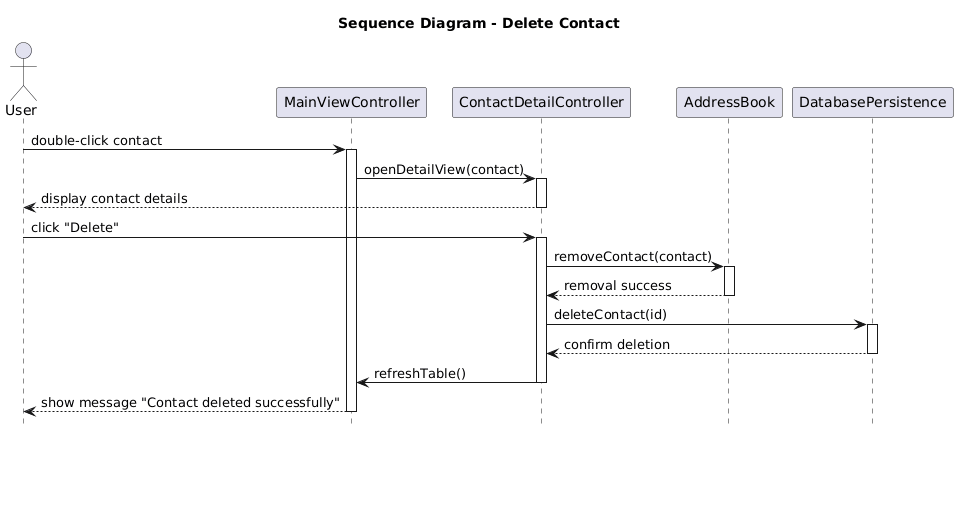 Sequence Diagram - Delete Contact
User
MainViewController
ContactDetailController
AddressBook
DatabasePersistence
double-click contact
openDetailView(contact)
display contact details
click "Delete"
removeContact(contact)
removal success
deleteContact(id)
confirm deletion
refreshTable()
show message "Contact deleted successfully"